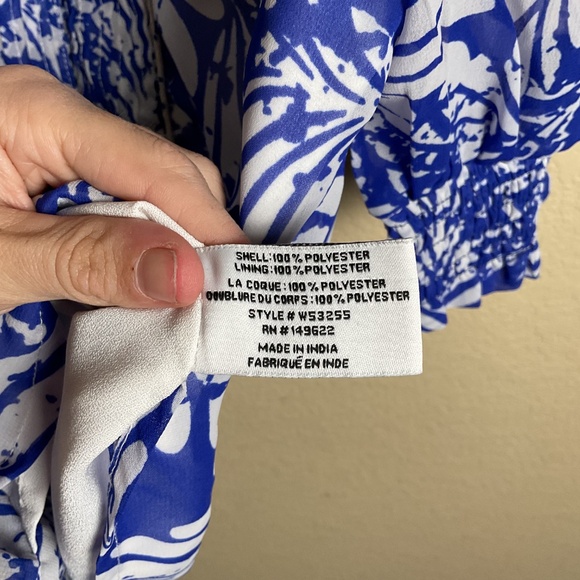 SHELL:100% POLYESTER
LINING:100% POLYESTER
LA COQUE:100% POLYESTER
DOUBLURE DU CORPS:100% POLYESTER
STYLE# W53255
RN#149622
MADE IN INDIA
FABRIQUÉ EN INDE